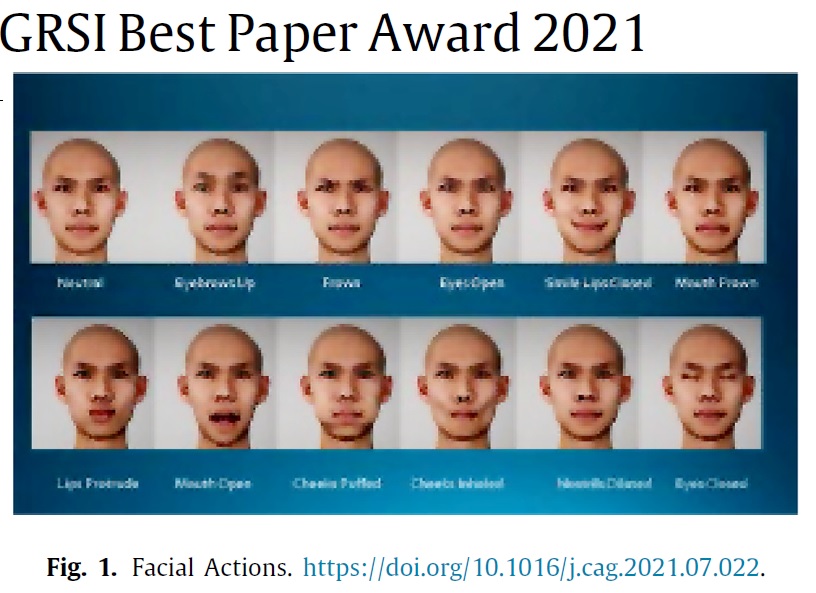 GRSI Best Paper Award 2021
Neutral Eyebrows Up Frown Eyes Open Smile Lips Closed Mouth Frown
Lips Protrude Mouth Open Cheeks Puffed Cheeks Inhaled Nostrils Dilated Eyes Closed
Fig. 1. Facial Actions. https://doi.org/10.1016/j.cag.2021.07.022.